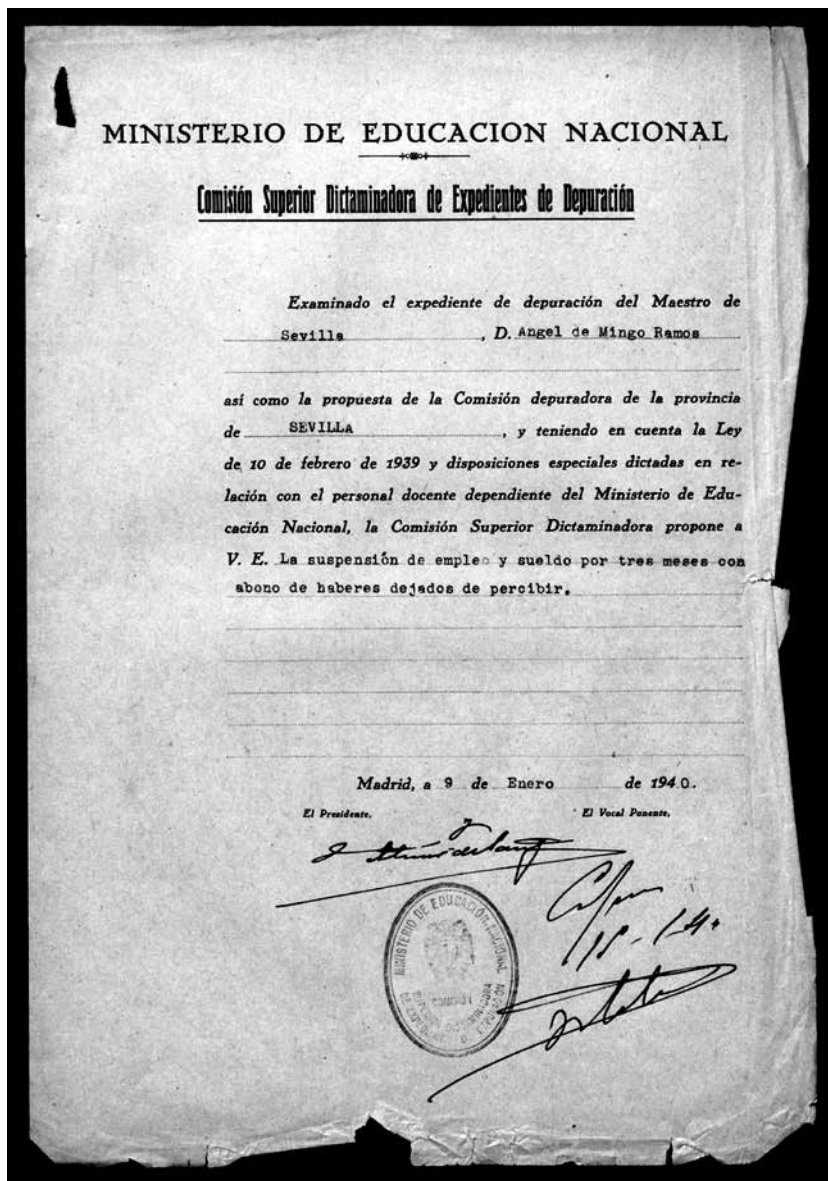 MINISTERIO DE EDUCACION NACIONAL
Comisión Superior Dictaminadora de Expedientes de Depuración
Examinado el expediente de depuración del Maestro de
Sevilla, D. Angel de Mingo Ramos
así como la propuesta de la Comisión depuradora de la provincia
de SEVILLA, y teniendo en cuenta la Ley
de 10 de febrero de 1939 y disposiciones especiales dictadas en re-
lación con el personal docente dependiente del Ministerio de Edu-
cación Nacional, la Comisión Superior Dictaminadora propone a
V. E. La suspensión de empleo y sueldo por tres meses con
abono de haberes dejados de percibir.
Madrid, a 9 de Enero de 1940.
El Presidente, El Vocal Ponente,
MINISTERIO DE EDUCACIÓN NACIONAL
COMISIÓN
SUPERIOR DICTAMINADORA